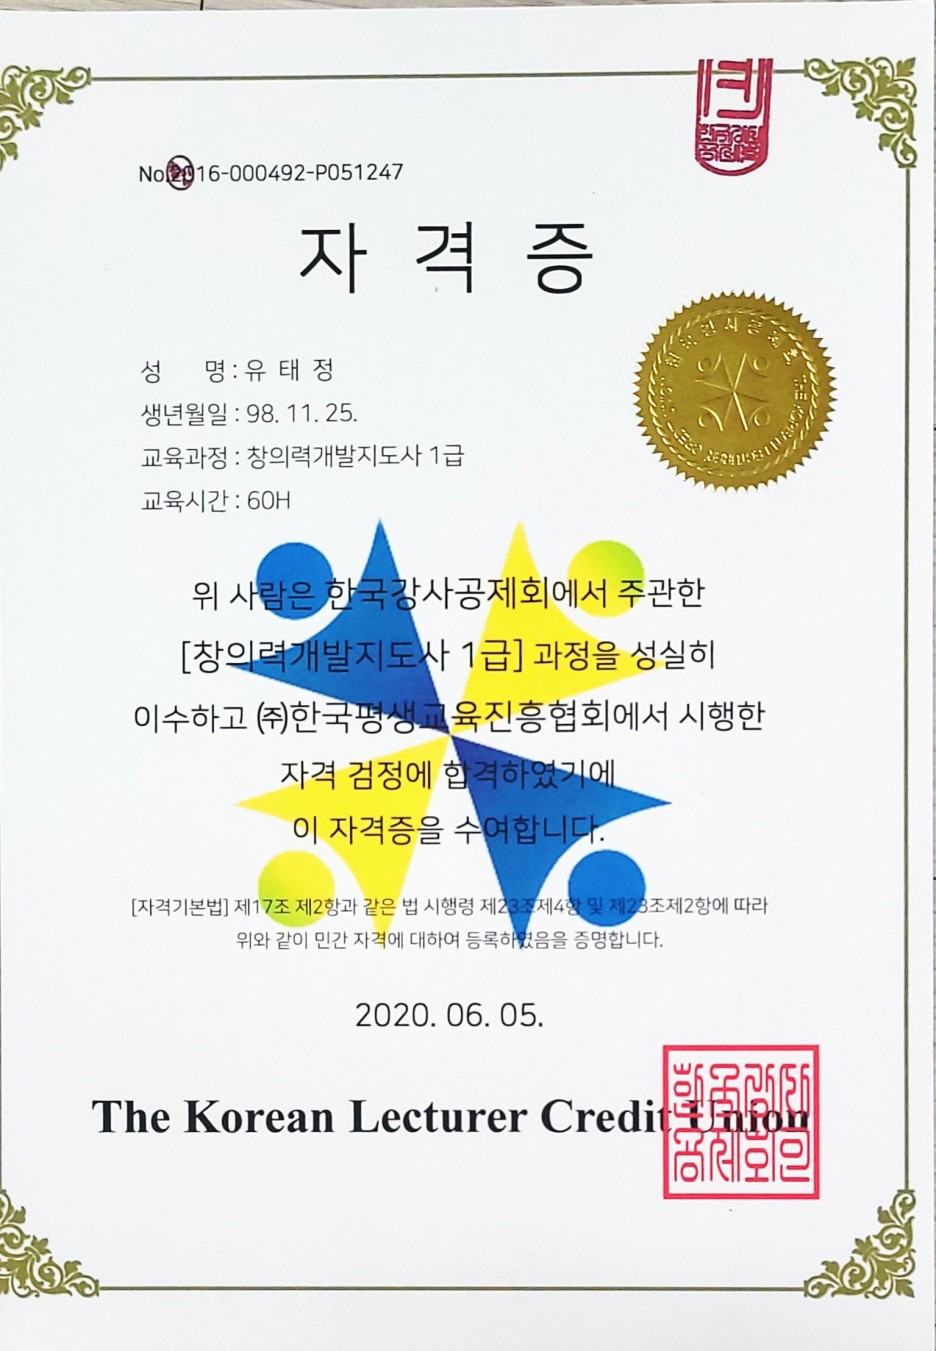 No.2016-000492-P051247
자 격 증
성 명 : 유 태 정
생년월일 : 98. 11. 25.
교육과정 : 창의력개발지도사 1급
교육시간 : 60H
위 사람은 한국강사공제회에서 주관한
[창의력개발지도사 1급] 과정을 성실히
이수하고 ㈜한국평생교육진흥협회에서 시행한
자격 검정에 합격하였기에
이 자격증을 수여합니다.
[자격기본법] 제17조 제2항과 같은 법 시행령 제23조제4항 및 제23조제2항에 따라
위와 같이 민간 자격에 대하여 등록하였음을 증명합니다.
2020. 06. 05.
The Korean Lecturer Credit Union